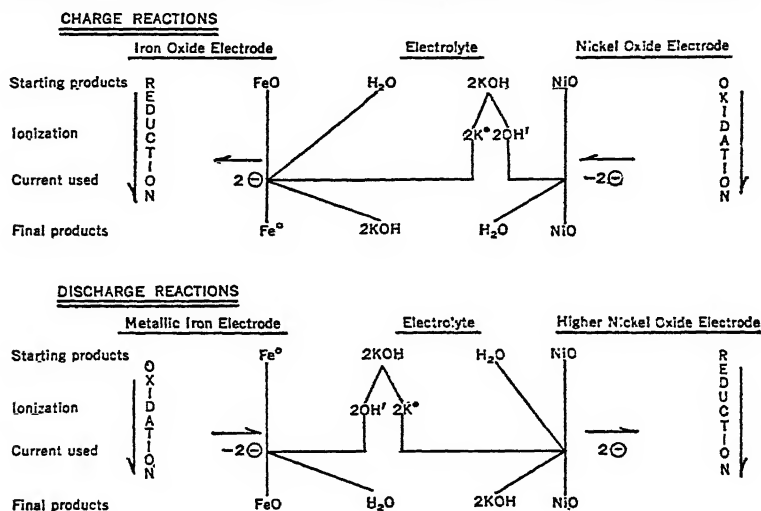 CHARGE REACTIONS
Iron Oxide Electrode Electrolyte Nickel Oxide Electrode
Starting products FeO H₂O 2KOH NiO
REDUCTION
OXIDATION
Ionization 2K• 2OH′
Current used 2⊖ −2⊖
Final products Fe° 2KOH H₂O NiO
DISCHARGE REACTIONS
Metallic Iron Electrode Electrolyte Higher Nickel Oxide Electrode
Starting products Fe° 2KOH H₂O NiO
OXIDATION
REDUCTION
Ionization 2OH′ 2K•
Current used −2⊖ 2⊖
Final products FeO H₂O 2KOH NiO